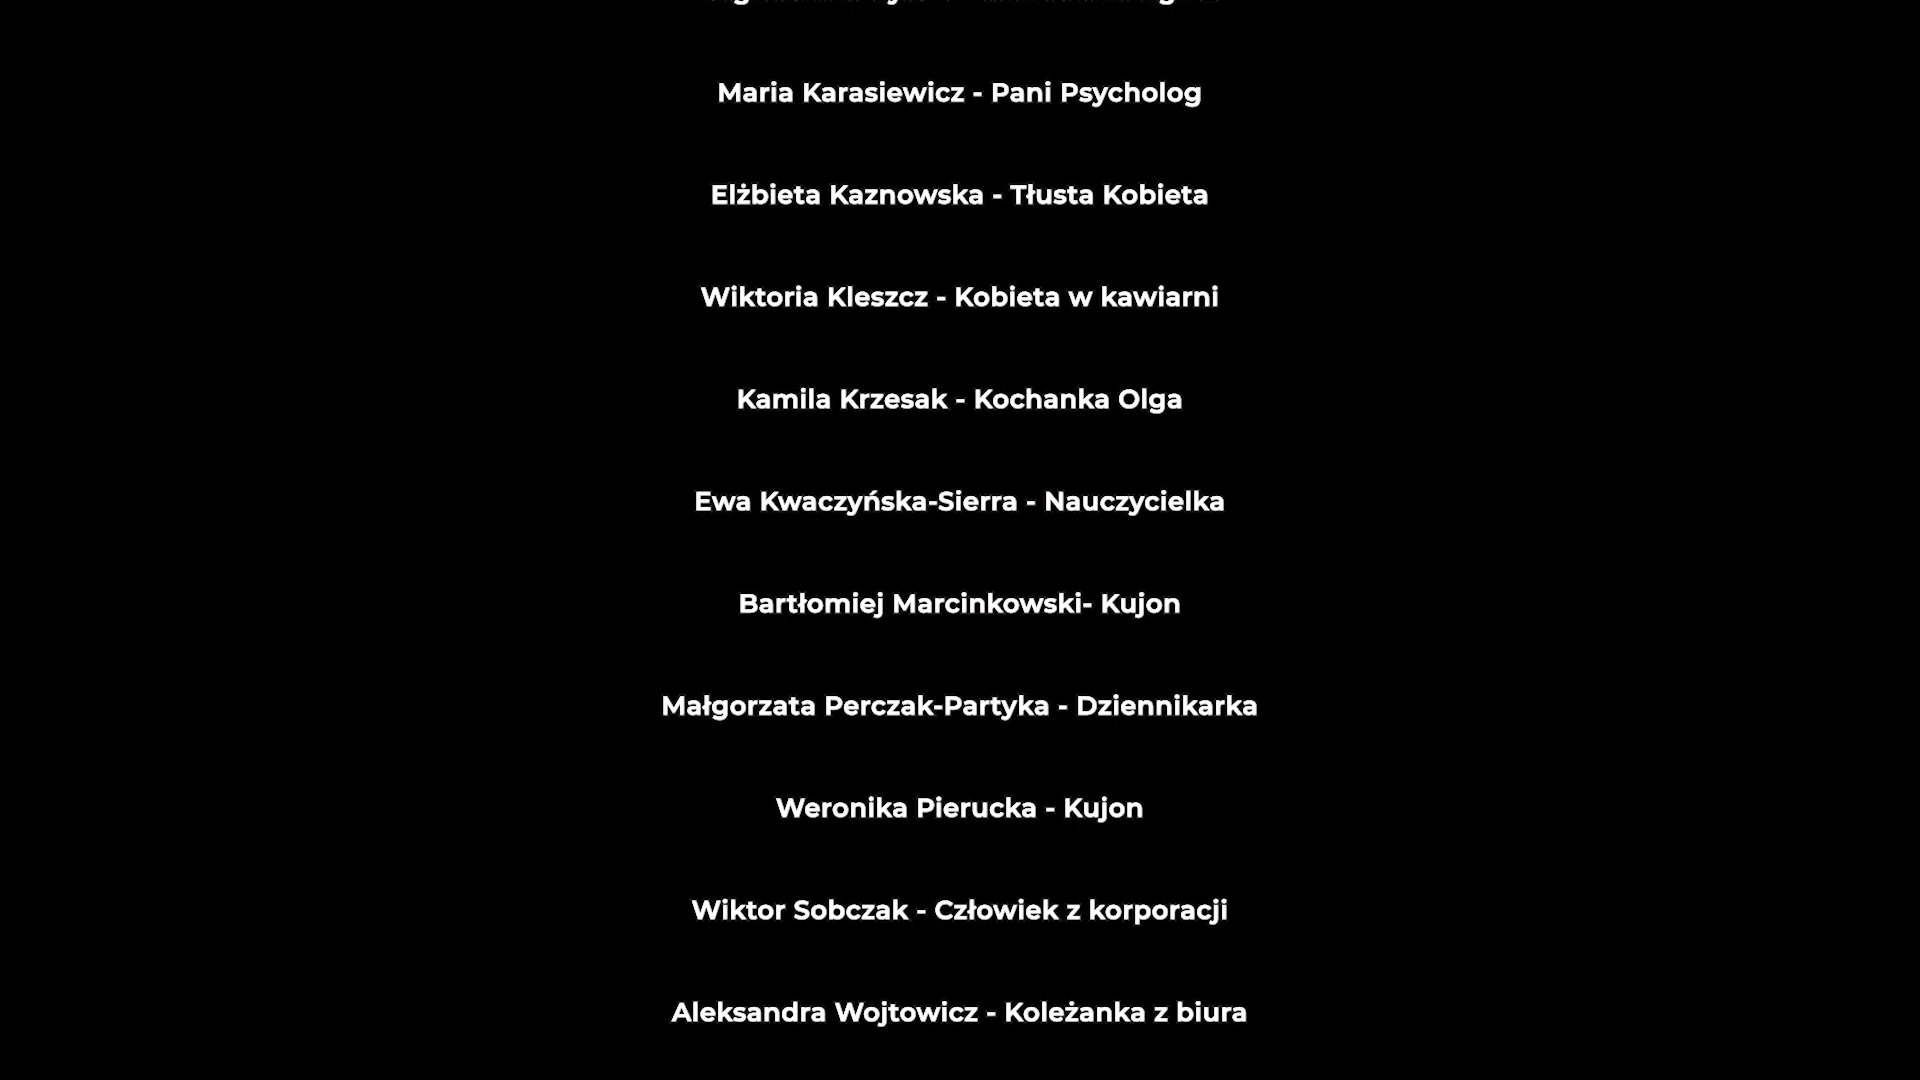 Maria Karasiewicz - Pani Psycholog
Elżbieta Kaznowska - Tłusta Kobieta
Wiktoria Kleszcz - Kobieta w kawiarni
Kamila Krzesak - Kochanka Olga
Ewa Kwaczyńska-Sierra - Nauczycielka
Bartłomiej Marcinkowski- Kujon
Małgorzata Perczak-Partyka - Dziennikarka
Weronika Pierucka - Kujon
Wiktor Sobczak - Człowiek z korporacji
Aleksandra Wojtowicz - Koleżanka z biura